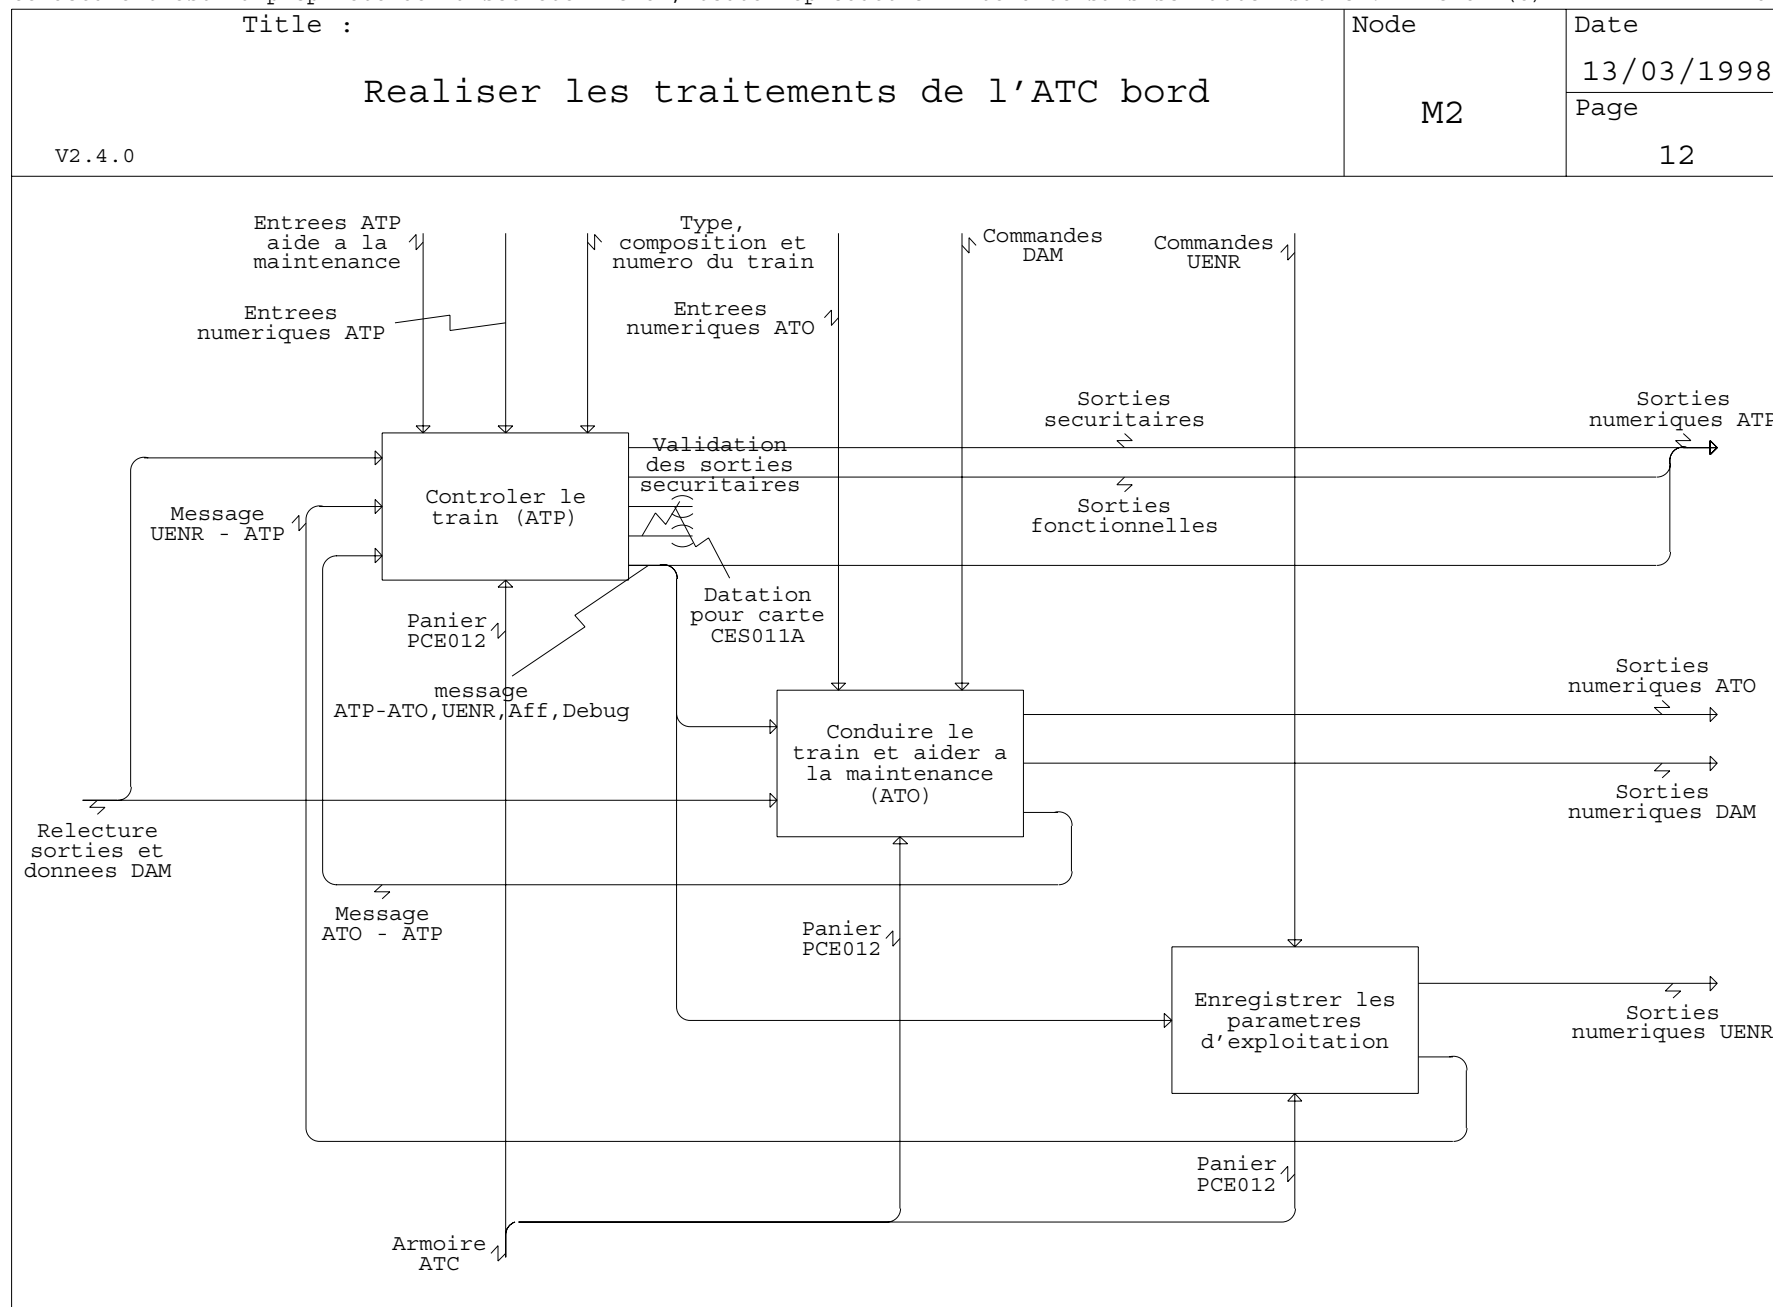 Title :
Node
Date
13/03/1998
Realiser les traitements de l'ATC bord
M2
Page
12
V2.4.0
Entrees ATP
aide a la
maintenance
Type,
composition et
numero du train
Commandes
DAM
Commandes
UENR
Entrees
numeriques ATP
Entrees
numeriques ATO
Sorties
securitaires
Sorties
numeriques ATP
Validation
des sorties
securitaires
Controler le
train (ATP)
Message
UENR - ATP
Sorties
fonctionnelles
Datation
pour carte
CES011A
Panier
PCE012
message
ATP-ATO,UENR,Aff,Debug
Sorties
numeriques ATO
Conduire le
train et aider a
la maintenance
(ATO)
Sorties
numeriques DAM
Relecture
sorties et
donnees DAM
Message
ATO - ATP
Panier
PCE012
Enregistrer les
parametres
d'exploitation
Sorties
numeriques UENR
Panier
PCE012
Armoire
ATC